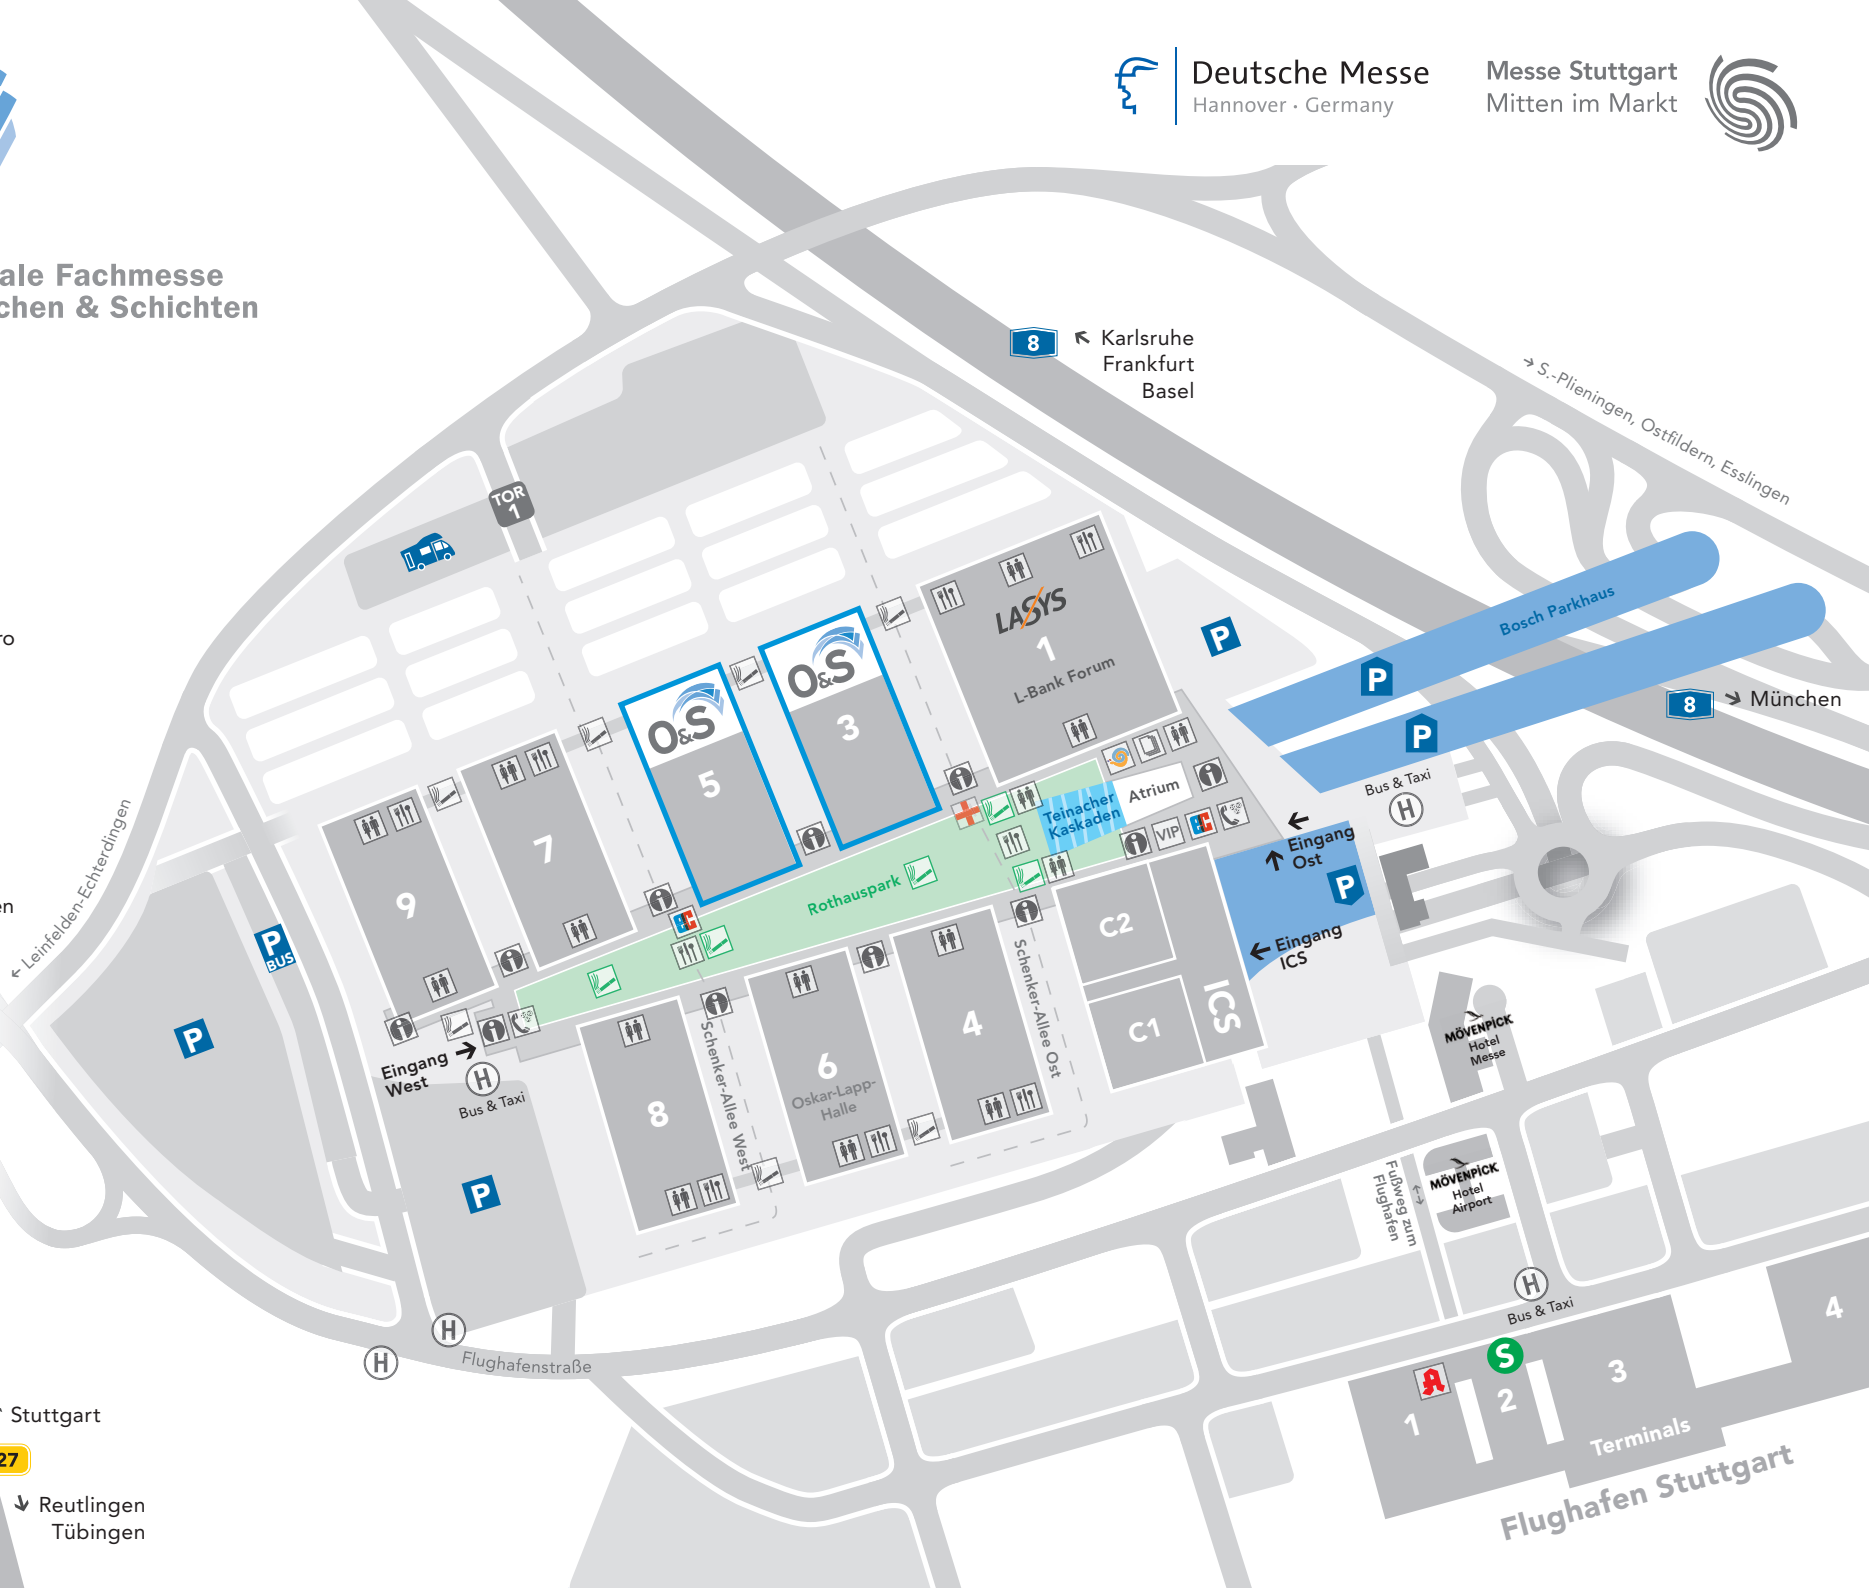 Deutsche Messe
Hannover · Germany
Messe Stuttgart
Mitten im Markt
ale Fachmesse
chen & Schichten
8
Karlsruhe
Frankfurt
Basel
→ S.-Plieningen, Ostfildern, Esslingen
TOR
1
LASYS
1
L-Bank Forum
P
Bosch Parkhaus
P
P
8
München
Bus & Taxi
H
O&S
3
O&S
5
7
9
Atrium
Teinacher
Kaskaden
VIP
Eingang
Ost
P
Eingang
ICS
Rothauspark
← Leinfelden-Echterdingen
P
BUS
P
Eingang
West
H
Bus & Taxi
P
8
Schenker-Allee West
6
Oskar-Lapp-
Halle
4
Schenker-Allee Ost
C2
C1
ICS
MÖVENPICK
Hotel
Messe
MÖVENPICK
Hotel
Airport
Fußweg zum
Flughafen
H
Bus & Taxi
S
H
H
Flughafenstraße
1
2
3
4
Terminals
Flughafen Stuttgart
ro
en
Stuttgart
27
Reutlingen
Tübingen